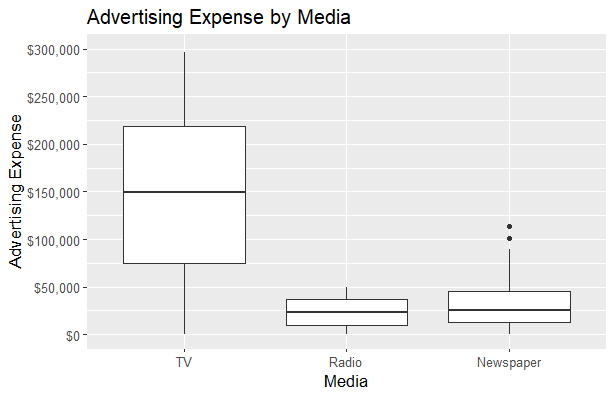 Advertising Expense by Media
Advertising Expense
$300,000
$250,000
$200,000
$150,000
$100,000
$50,000
$0
TV Radio Newspaper
Media